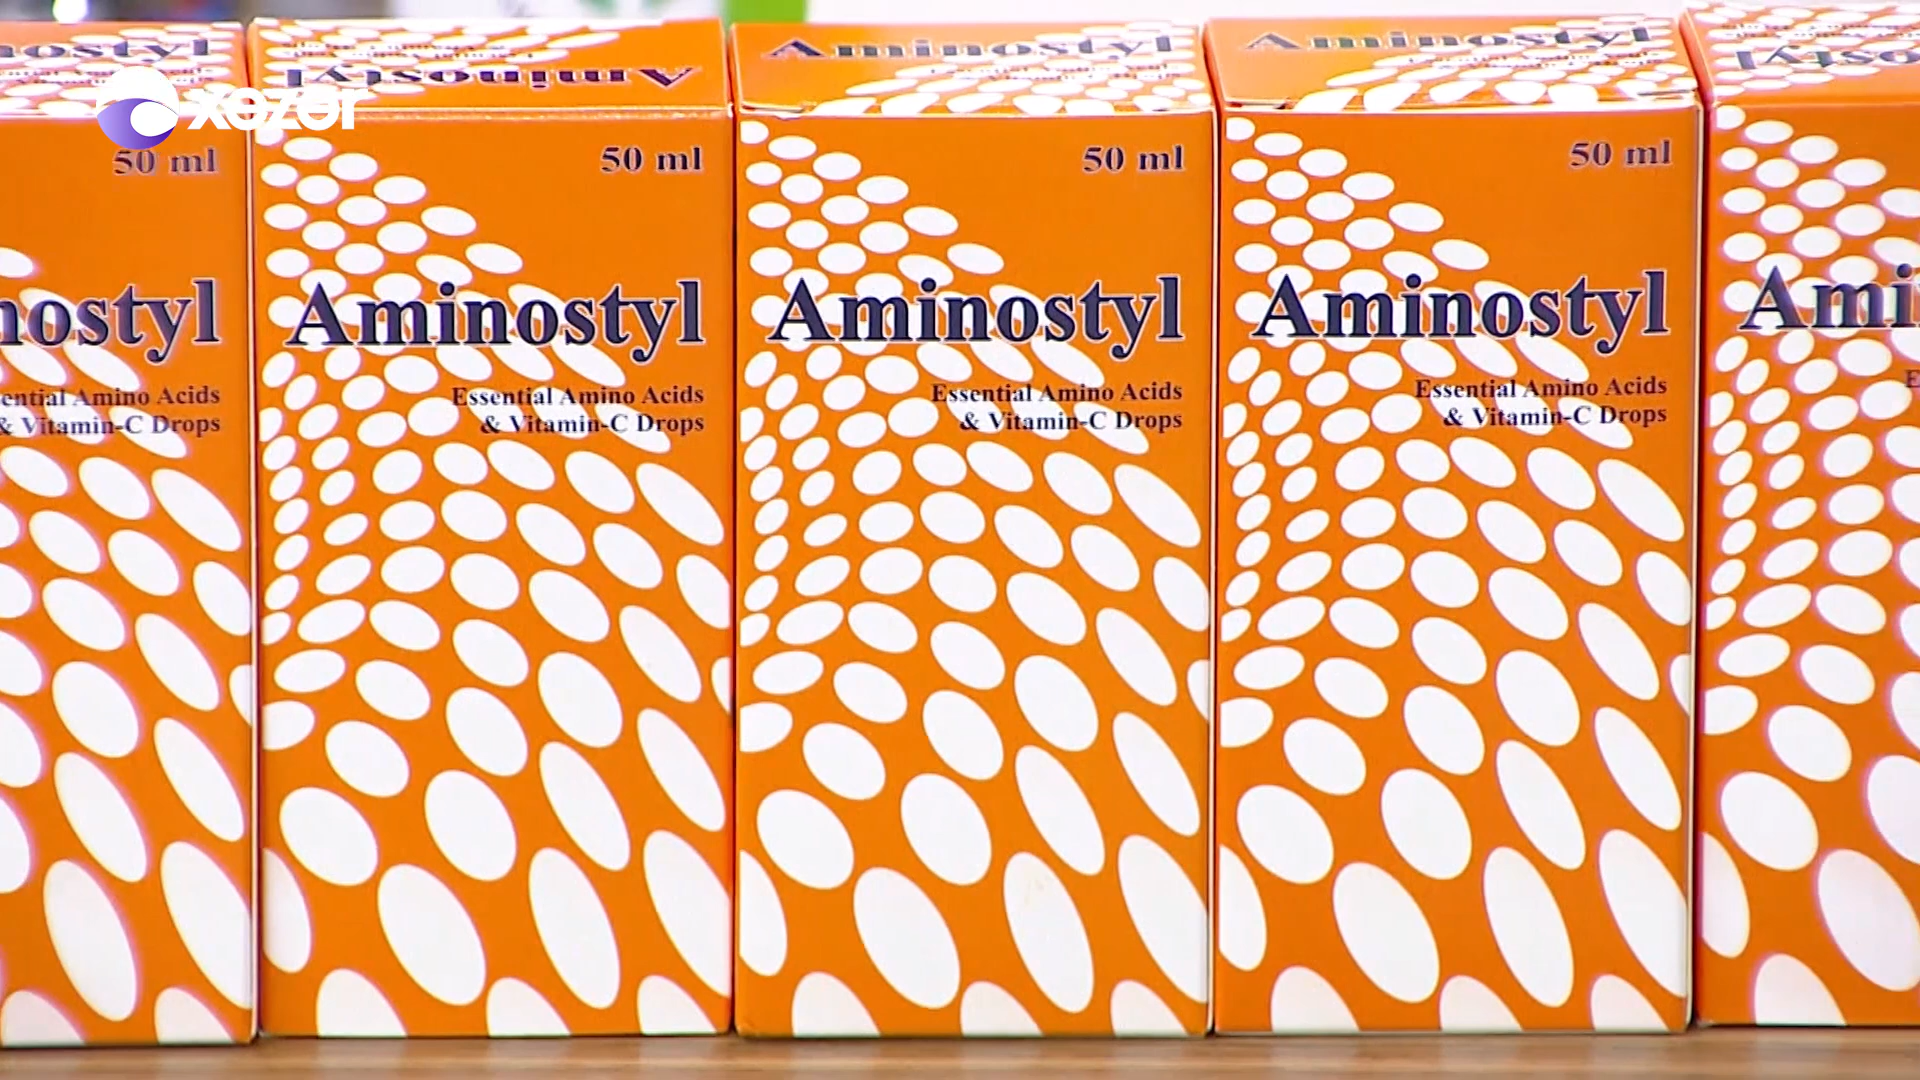 Aminostyl
Aminostyl
Aminostyl
xəzər
50 ml
50 ml
50 ml
50 ml
nostyl
Aminostyl
Aminostyl
Aminostyl
Ami
ential Amino Acids
& Vitamin-C Drops
Essential Amino Acids
& Vitamin-C Drops
Essential Amino Acids
& Vitamin-C Drops
Essential Amino Acids
& Vitamin-C Drops